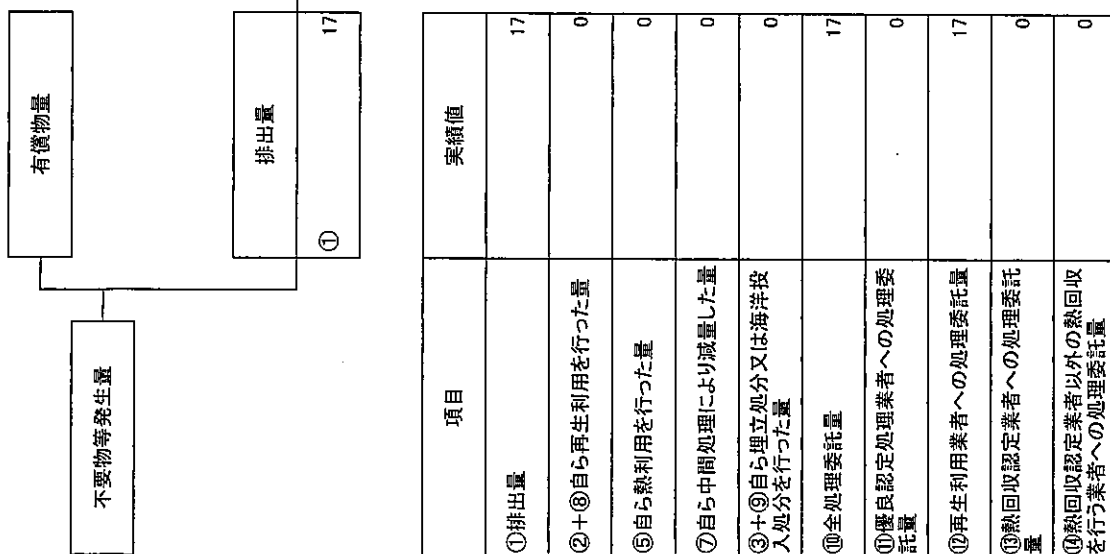 不要物等発生量
有償物量
排出量
①
17
項目
実績値
①排出量
17
②＋⑧自ら再生利用を行った量
0
⑤自ら熱利用を行った量
0
⑦自ら中間処理により減量した量
0
③＋⑨自ら埋立処分又は海洋投
入処分を行った量
0
⑩全処理委託量
17
⑪優良認定処理業者への処理委
託量
0
⑫再生利用業者への処理委託量
17
⑬熱回収認定業者への処理委託
量
0
⑭熱回収認定業者以外の熱回収
を行う業者への処理委託量
0